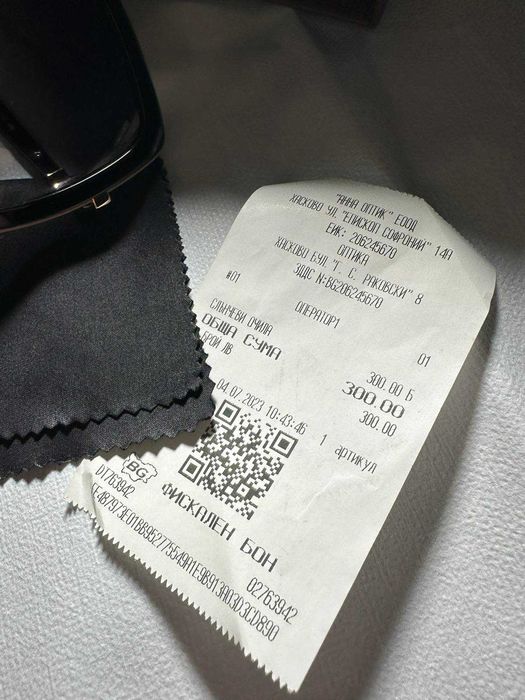 "АННА ОПТИК" ЕООД
ХАСКОВО УЛ "ЕПИСКОП СОФРОНИЙ" 14А
ЕИК: 206245670
ОПТИКА
ХАСКОВО БУЛ "Г. С. РАКОВСКИ" 8
ЗДДС N:BG206245670
#01 ОПЕРАТОР1 01
СЛЪНЧЕВИ ОЧИЛА 300.00 Б
ОБЩА СУМА 300.00
В БРОЙ ЛВ 300.00
04.07.2023 10:43:46 1 артикул
BG
ФИСКАЛЕН БОН
DT763942 02763942
E4B7973E01BB952775549A1E9B913A03D3CD890